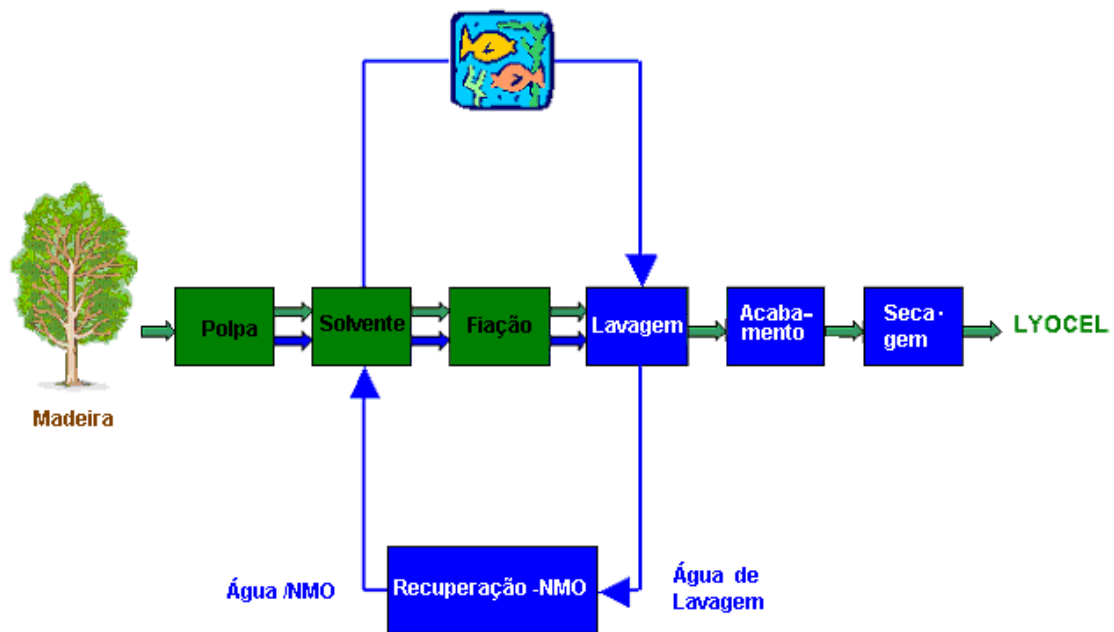 Madeira
Polpa
Solvente
Fiação
Lavagem
Acaba-
mento
Seca-
gem
LYOCEL
Água /NMO
Recuperação -NMO
Água de
Lavagem